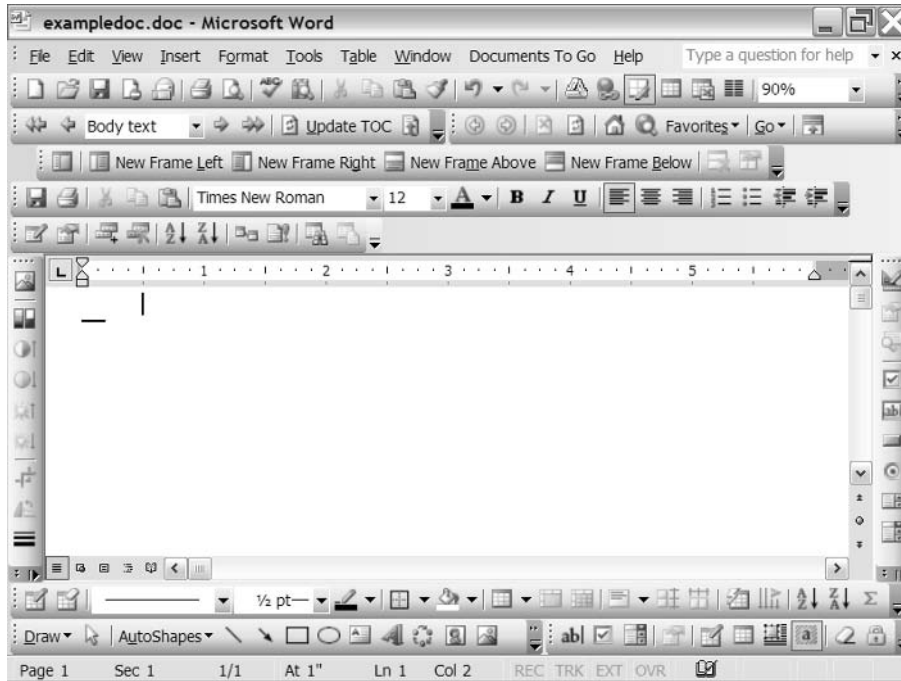 exampledoc.doc - Microsoft Word
File Edit View Insert Format Tools Table Window Documents To Go Help Type a question for help
90%
Body text Update TOC Favorites Go
New Frame Left New Frame Right New Frame Above New Frame Below
Times New Roman 12 A B I U
1 2 3 4 5
½ pt
Draw AutoShapes ab
Page 1 Sec 1 1/1 At 1" Ln 1 Col 2 REC TRK EXT OVR